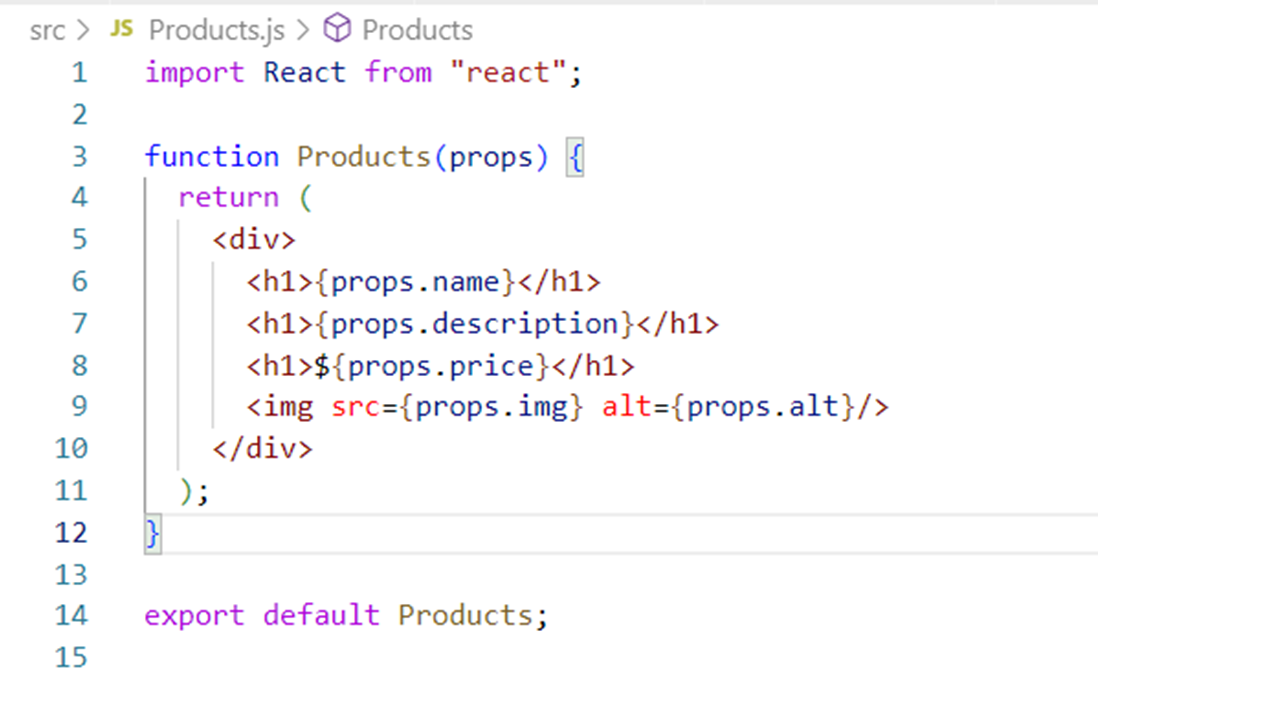 src > JS Products.js > Products
1 import React from "react";
2
3 function Products(props) {
4   return (
5     <div>
6       <h1>{props.name}</h1>
7       <h1>{props.description}</h1>
8       <h1>${props.price}</h1>
9       <img src={props.img} alt={props.alt}/>
10     </div>
11   );
12 }
13
14 export default Products;
15